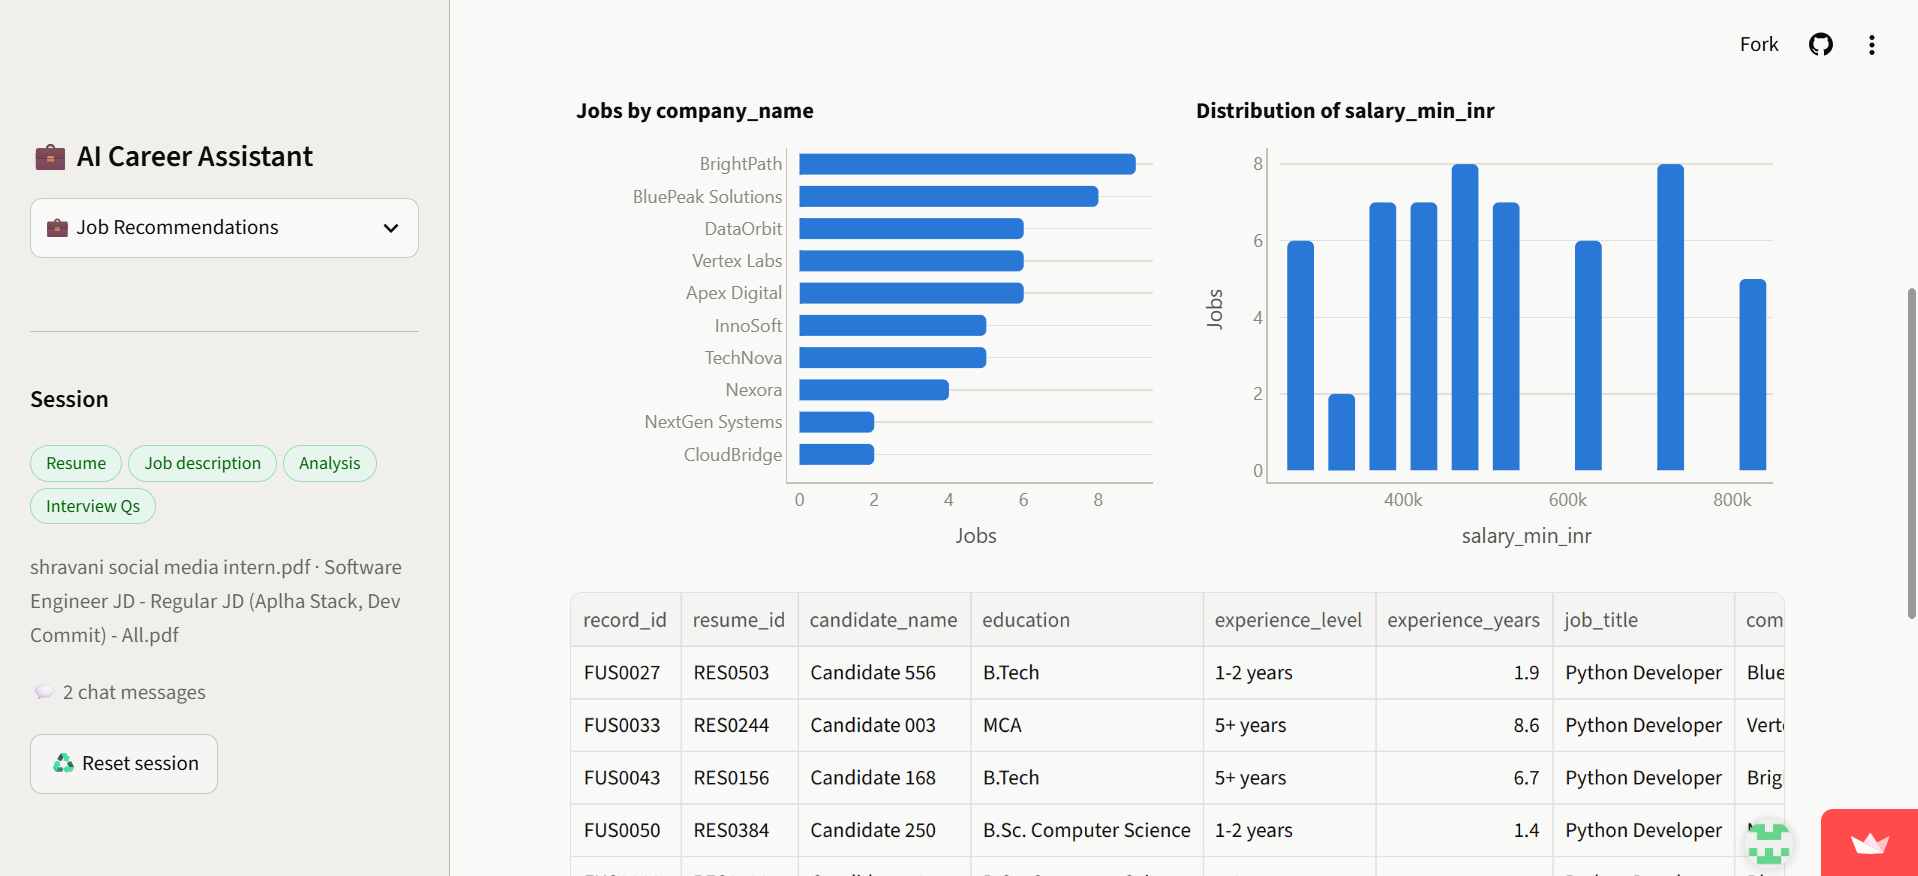 Fork
AI Career Assistant
Job Recommendations
Session
Resume
Job description
Analysis
Interview Qs
shravani social media intern.pdf · Software
Engineer JD - Regular JD (Aplha Stack, Dev
Commit) - All.pdf
2 chat messages
Reset session
Jobs by company_name
BrightPath
BluePeak Solutions
DataOrbit
Vertex Labs
Apex Digital
InnoSoft
TechNova
Nexora
NextGen Systems
CloudBridge
0 2 4 6 8
Jobs
Distribution of salary_min_inr
8
6
4
2
0
Jobs
400k 600k 800k
salary_min_inr
record_id resume_id candidate_name education experience_level experience_years job_title com
FUS0027 RES0503 Candidate 556 B.Tech 1-2 years 1.9 Python Developer Blue
FUS0033 RES0244 Candidate 003 MCA 5+ years 8.6 Python Developer Vert
FUS0043 RES0156 Candidate 168 B.Tech 5+ years 6.7 Python Developer Brig
FUS0050 RES0384 Candidate 250 B.Sc. Computer Science 1-2 years 1.4 Python Developer